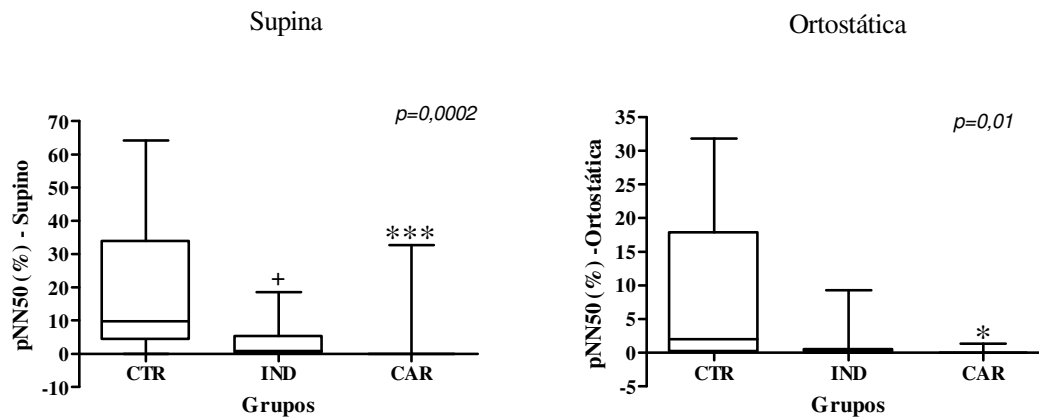 Supina
p=0,0002
pNN50 (%) - Supino
70
60
50
40
30
20
10
0
-10
***
+
CTR IND CAR
Grupos
Ortostática
p=0,01
pNN50 (%) -Ortostática
35
30
25
20
15
10
5
0
-5
*
CTR IND CAR
Grupos